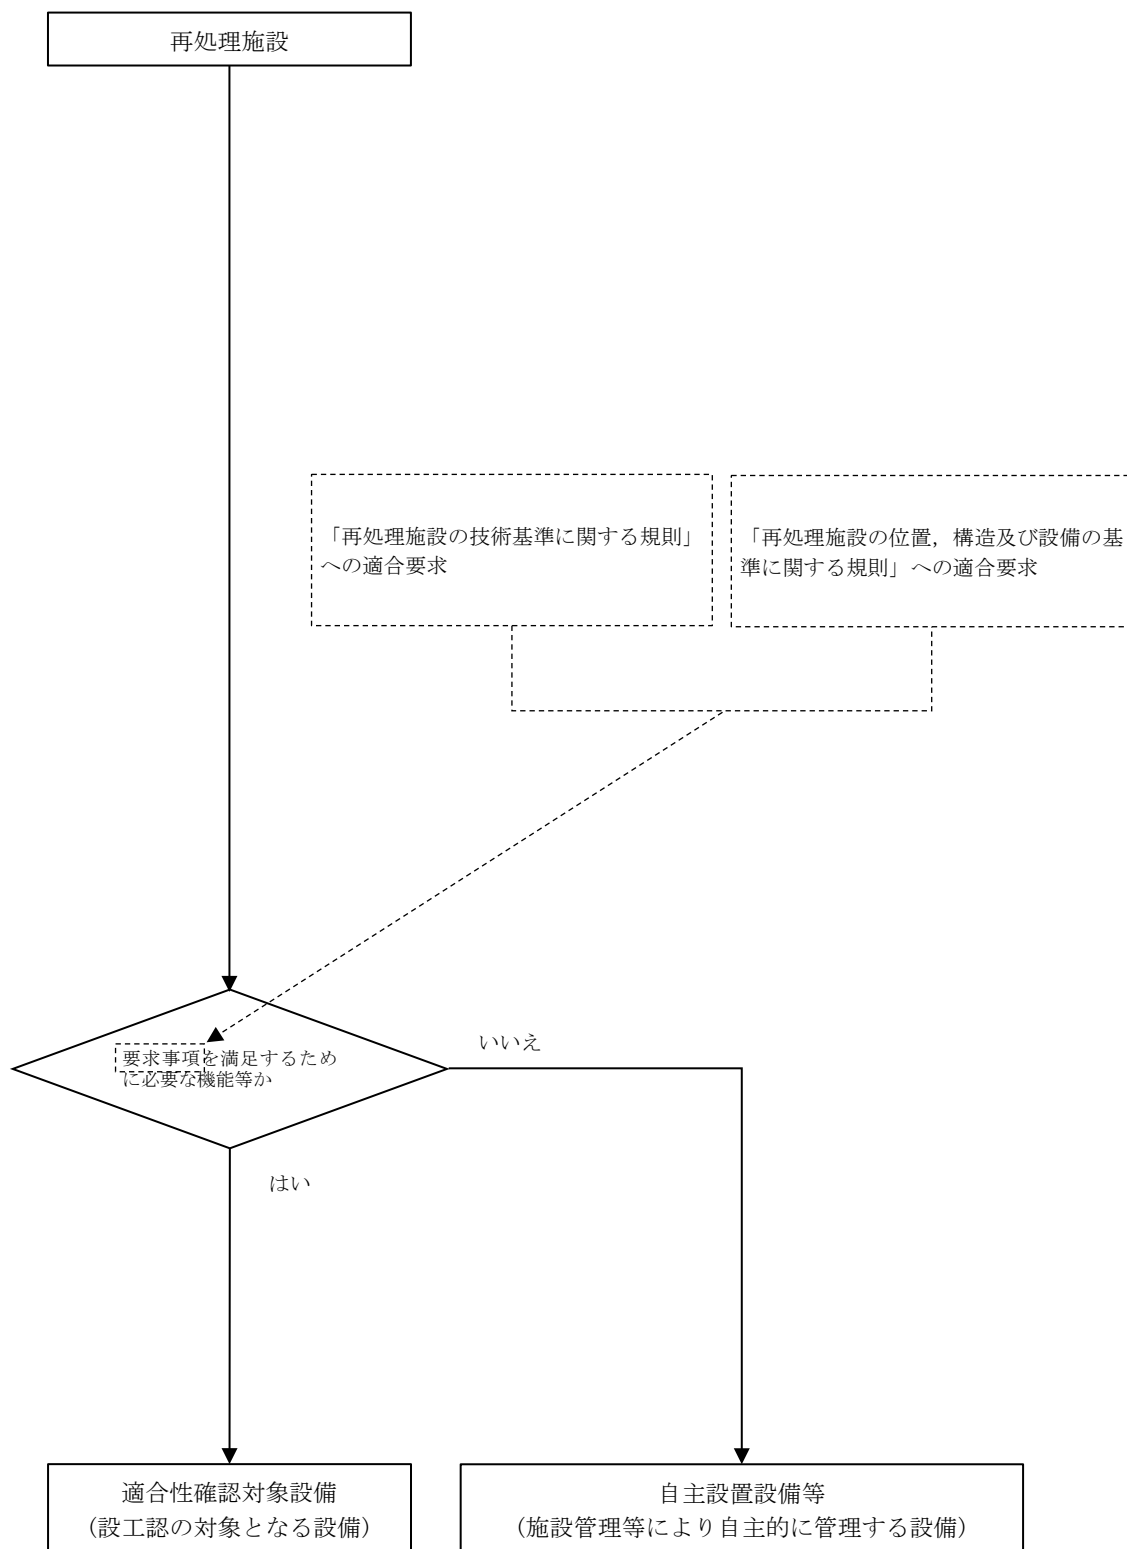 再処理施設
「再処理施設の技術基準に関する規則」
への適合要求
「再処理施設の位置，構造及び設備の基
準に関する規則」への適合要求
要求事項を満足するため
に必要な機能等か
いいえ
はい
適合性確認対象設備
（設工認の対象となる設備）
自主設置設備等
（施設管理等により自主的に管理する設備）